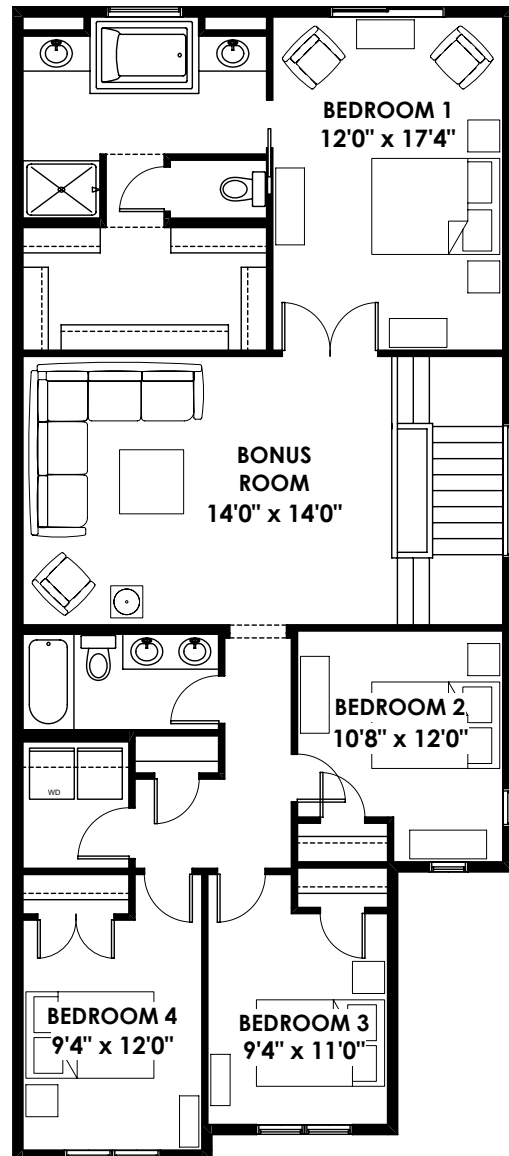 BEDROOM 1
12'0" x 17'4"
BONUS
ROOM
14'0" x 14'0"
BEDROOM 2
10'8" x 12'0"
WD
BEDROOM 4
9'4" x 12'0"
BEDROOM 3
9'4" x 11'0"